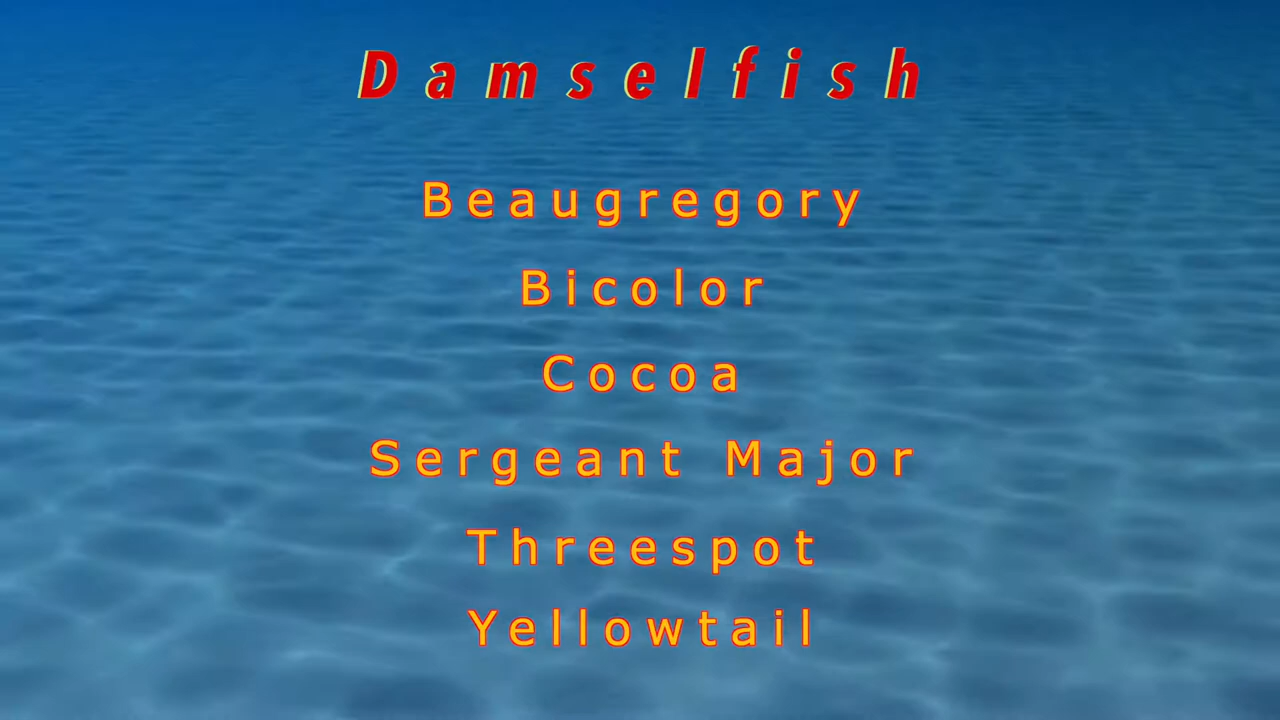 Damselfish
Beaugregory
Bicolor
Cocoa
Sergeant Major
Threespot
Yellowtail